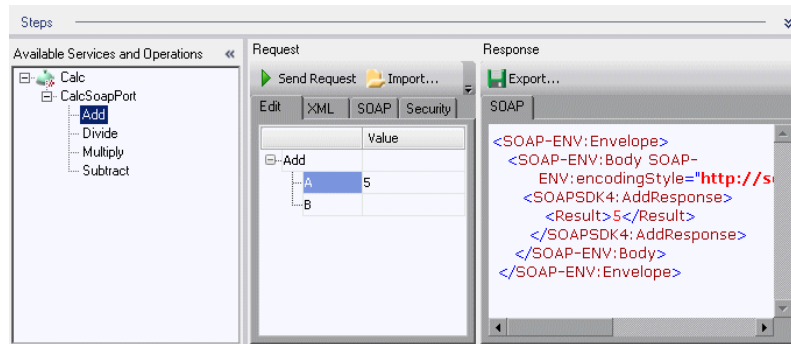 Steps
Available Services and Operations «
Calc
CalcSoapPort
Add
Divide
Multiply
Subtract
Request
Send Request Import...
Edit XML SOAP Security
Value
Add
A 5
B
Response
Export...
SOAP
<SOAP-ENV:Envelope>
<SOAP-ENV:Body SOAP-
ENV:encodingStyle="http://s
<SOAPSDK4:AddResponse>
<Result>5</Result>
</SOAPSDK4:AddResponse>
</SOAP-ENV:Body>
</SOAP-ENV:Envelope>